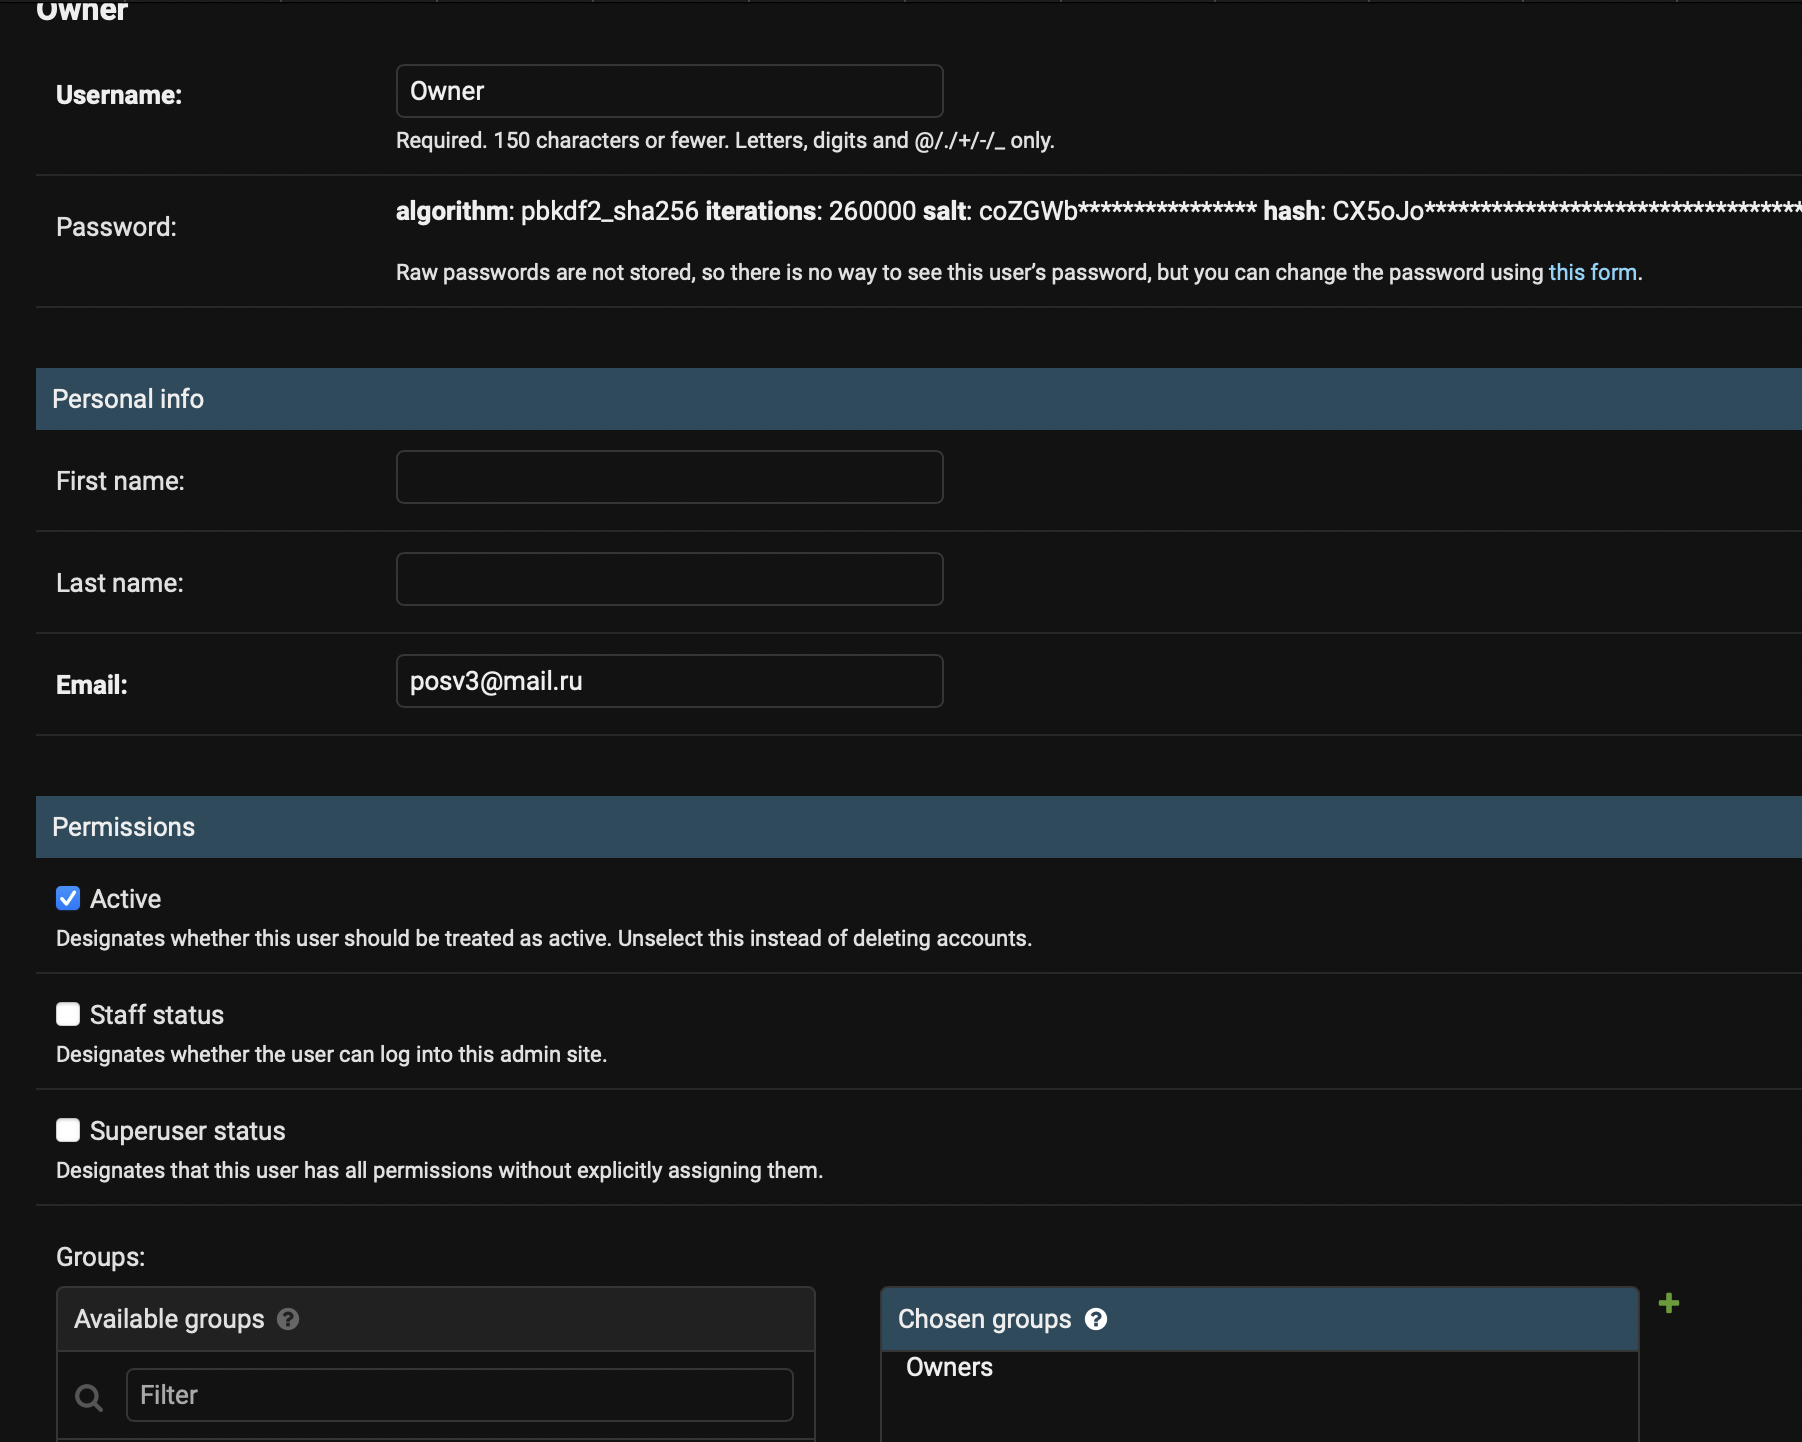 Owner
Username:
Owner
Required. 150 characters or fewer. Letters, digits and @/./+/-/_ only.
Password:
algorithm: pbkdf2_sha256 iterations: 260000 salt: coZGWb**************** hash: CX5oJo**********************************
Raw passwords are not stored, so there is no way to see this user’s password, but you can change the password using this form.
Personal info
First name:
Last name:
Email:
posv3@mail.ru
Permissions
Active
Designates whether this user should be treated as active. Unselect this instead of deleting accounts.
Staff status
Designates whether the user can log into this admin site.
Superuser status
Designates that this user has all permissions without explicitly assigning them.
Groups:
Available groups ?
Chosen groups ?
Owners
Filter